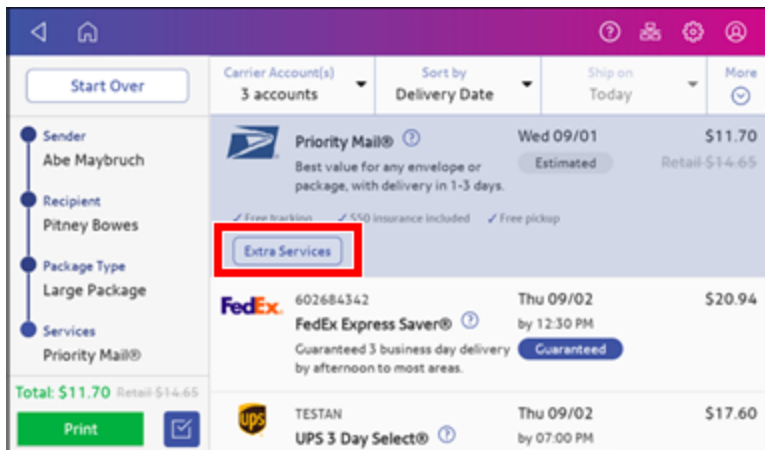 Start Over
Carrier Account(s)
3 accounts
Sort by
Delivery Date
Ship on
Today
More
Sender
Abe Maybruch
Recipient
Pitney Bowes
Package Type
Large Package
Services
Priority Mail®
Total: $11.70 Retail $14.65
Print
Priority Mail® ?
Wed 09/01
$11.70
Best value for any envelope or
package, with delivery in 1-3 days.
Estimated
Retail $14.65
✓ Free tracking ✓ $50 insurance included ✓ Free pickup
Extra Services
FedEx.
602684342
Thu 09/02
$20.94
FedEx Express Saver® ?
by 12:30 PM
Guaranteed 3 business day delivery
by afternoon to most areas.
Guaranteed
ups
TESTAN
Thu 09/02
$17.60
UPS 3 Day Select® ?
by 07:00 PM